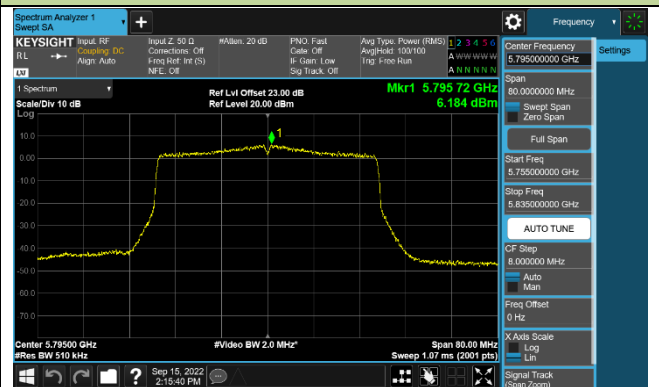 Spectrum Analyzer 1
Swept SA
Frequency
KEYSIGHT
RL
LXI
Input: RF
Coupling: DC
Align: Auto
Input Z: 50 Ω
Corrections: Off
Freq Ref: Int (S)
NFE: Off
#Atten: 20 dB
PNO: Fast
Gate: Off
IF Gain: Low
Sig Track: Off
Avg Type: Power (RMS)
Avg|Hold: 100/100
Trig: Free Run
1 2 3 4 5 6
A W W W W W
A N N N N N
1 Spectrum
Scale/Div 10 dB
Log
Ref Lvl Offset 23.00 dB
Ref Level 20.00 dBm
Mkr1 5.795 72 GHz
6.184 dBm
1
10.0
0.00
-10.0
-20.0
-30.0
-40.0
-50.0
-60.0
-70.0
Center 5.79500 GHz
#Res BW 510 kHz
#Video BW 2.0 MHz*
Span 80.00 MHz
Sweep 1.07 ms (2001 pts)
Sep 15, 2022
2:15:40 PM
Center Frequency
5.795000000 GHz
Settings
Span
80.0000000 MHz
Swept Span
Zero Span
Full Span
Start Freq
5.755000000 GHz
Stop Freq
5.835000000 GHz
AUTO TUNE
CF Step
8.000000 MHz
Auto
Man
Freq Offset
0 Hz
X Axis Scale
Log
Lin
Signal Track
(Span Zoom)